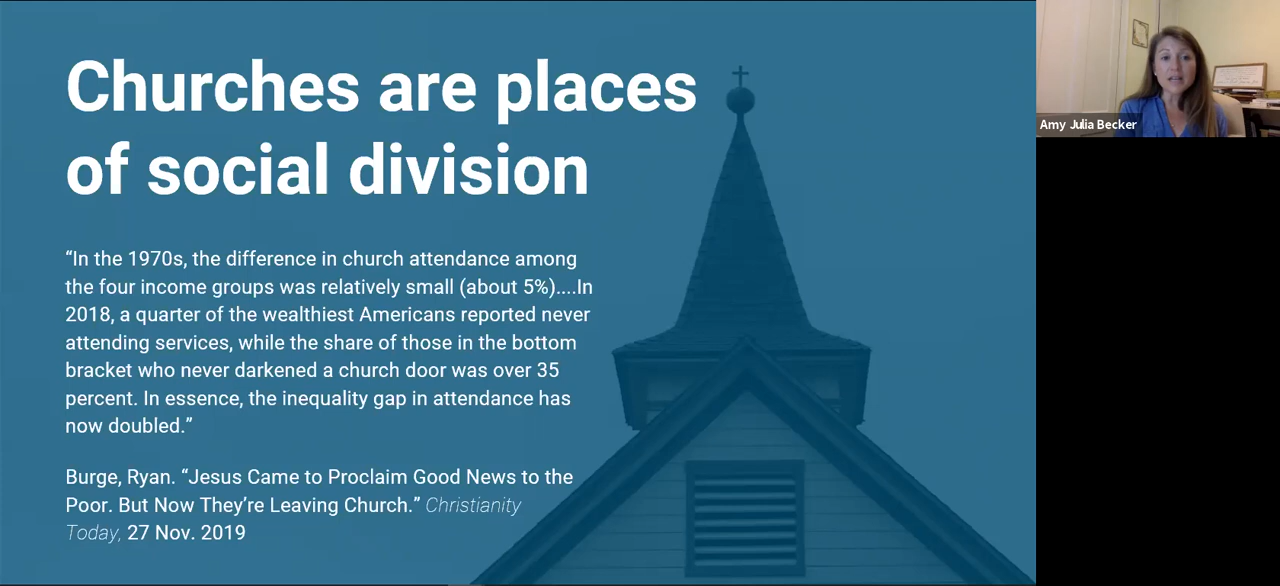 Churches are places
of social division
“In the 1970s, the difference in church attendance among
the four income groups was relatively small (about 5%)....In
2018, a quarter of the wealthiest Americans reported never
attending services, while the share of those in the bottom
bracket who never darkened a church door was over 35
percent. In essence, the inequality gap in attendance has
now doubled.”
Burge, Ryan. “Jesus Came to Proclaim Good News to the
Poor. But Now They’re Leaving Church.” Christianity
Today, 27 Nov. 2019
Amy Julia Becker